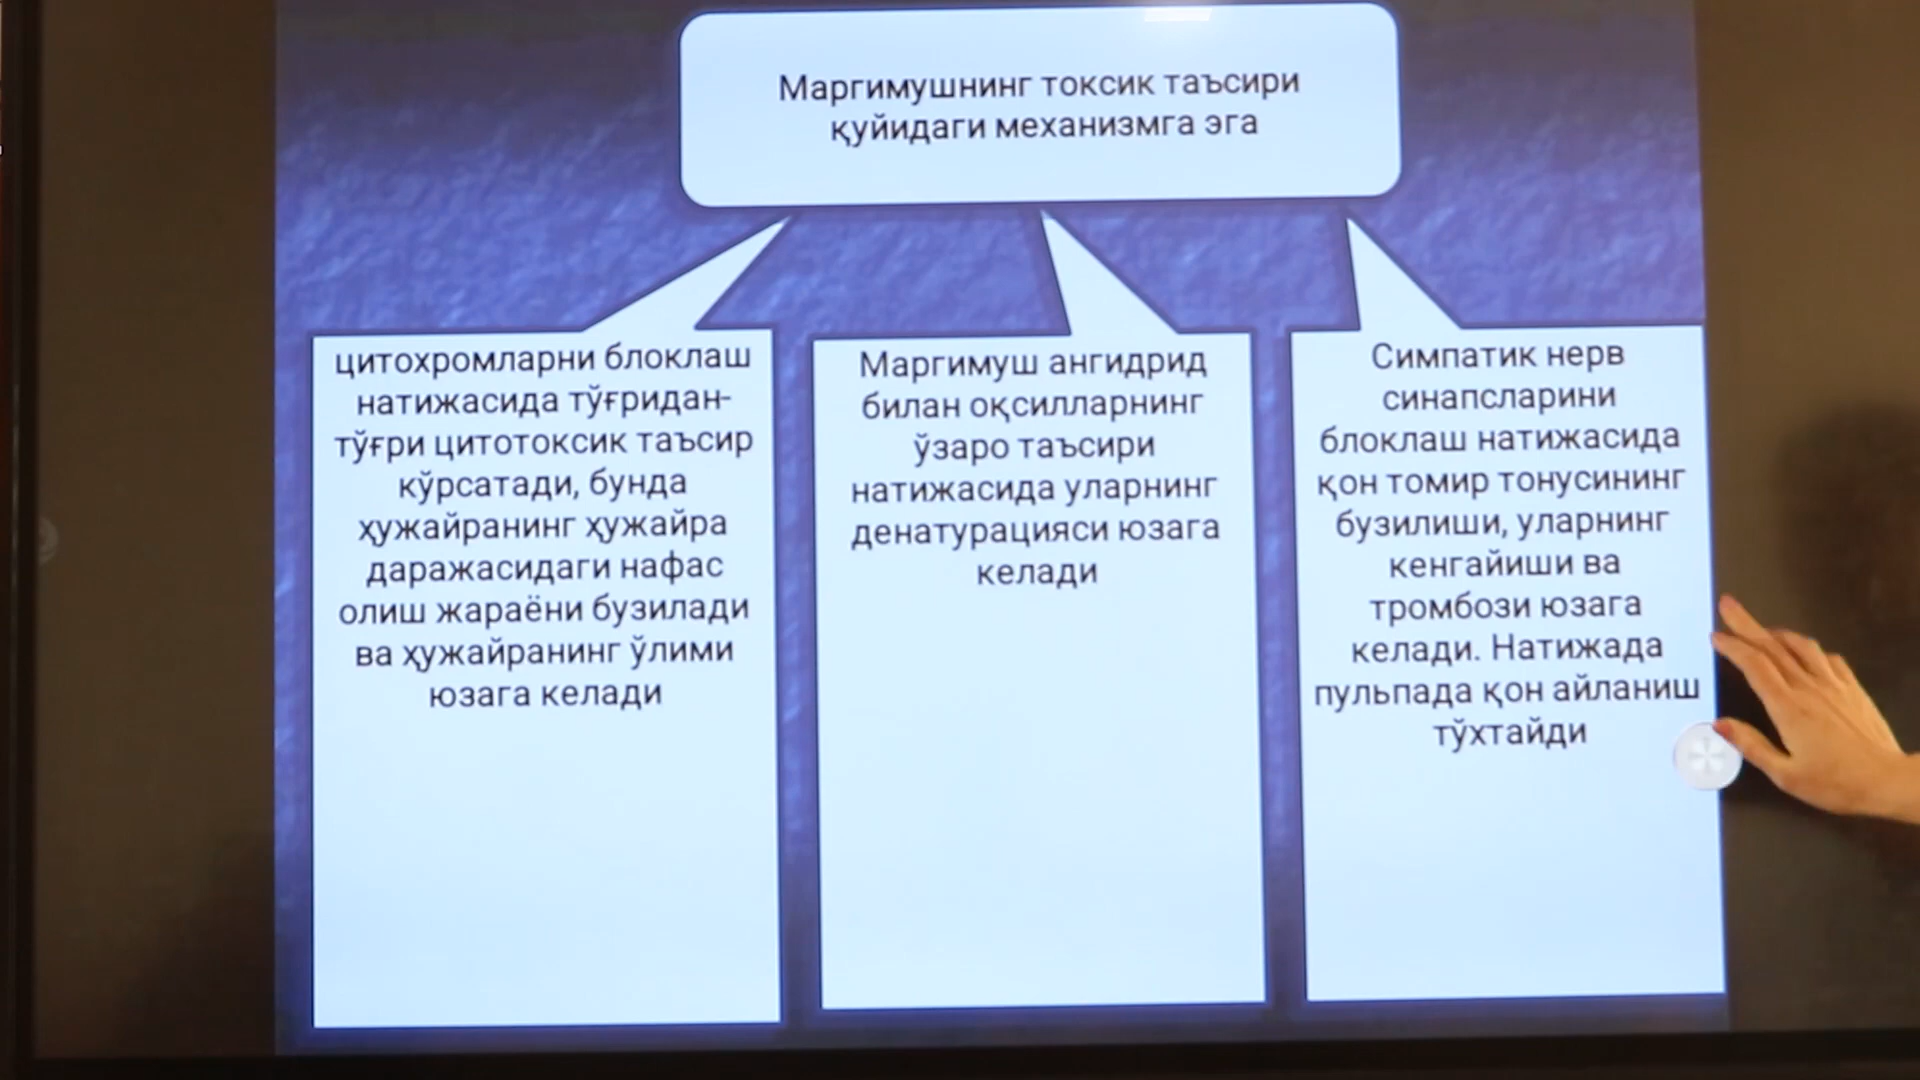 Маргимушнинг токсик таъсири
қуйидаги механизмга эга
цитохромларни блоклаш
натижасида тўғридан-
тўғри цитотоксик таъсир
кўрсатади, бунда
ҳужайранинг ҳужайра
даражасидаги нафас
олиш жараёни бузилади
ва ҳужайранинг ўлими
юзага келади
Маргимуш ангидрид
билан оқсилларнинг
ўзаро таъсири
натижасида уларнинг
денатурацияси юзага
келади
Симпатик нерв
синапсларини
блоклаш натижасида
қон томир тонусининг
бузилиши, уларнинг
кенгайиши ва
тромбози юзага
келади. Натижада
пульпада қон айланиш
тўхтайди